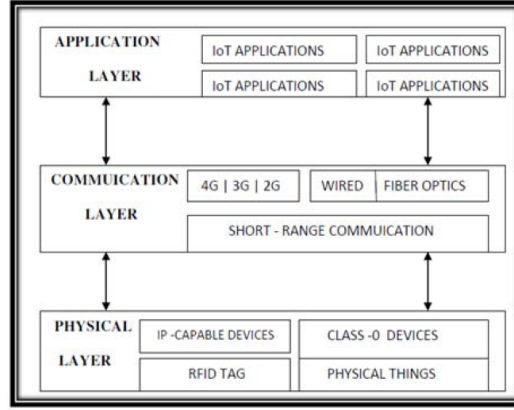 APPLICATION
LAYER
IoT APPLICATIONS
IoT APPLICATIONS
IoT APPLICATIONS
IoT APPLICATIONS
COMMUICATION
LAYER
4G | 3G | 2G
WIRED
FIBER OPTICS
SHORT - RANGE COMMUICATION
PHYSICAL
LAYER
IP -CAPABLE DEVICES
CLASS -0 DEVICES
RFID TAG
PHYSICAL THINGS